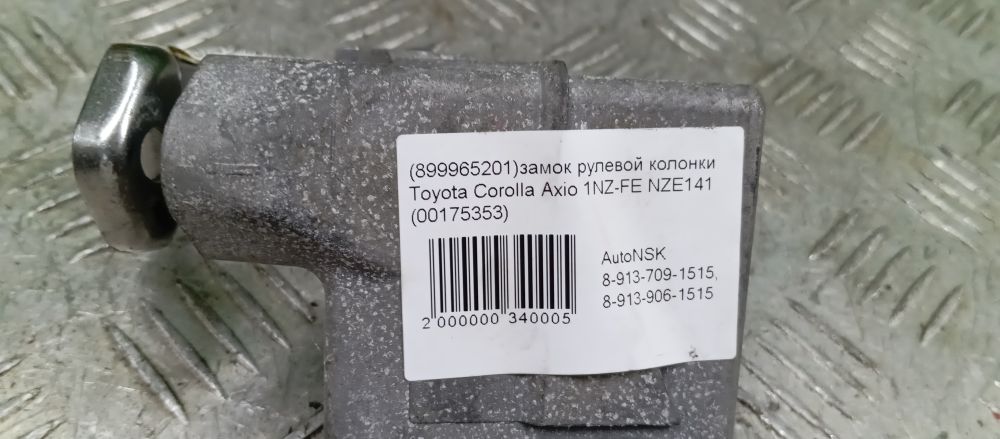 (899965201)замок рулевой колонки
Toyota Corolla Axio 1NZ-FE NZE141
(00175353)
AutoNSK
8-913-709-1515,
8-913-906-1515
2 000000 340005